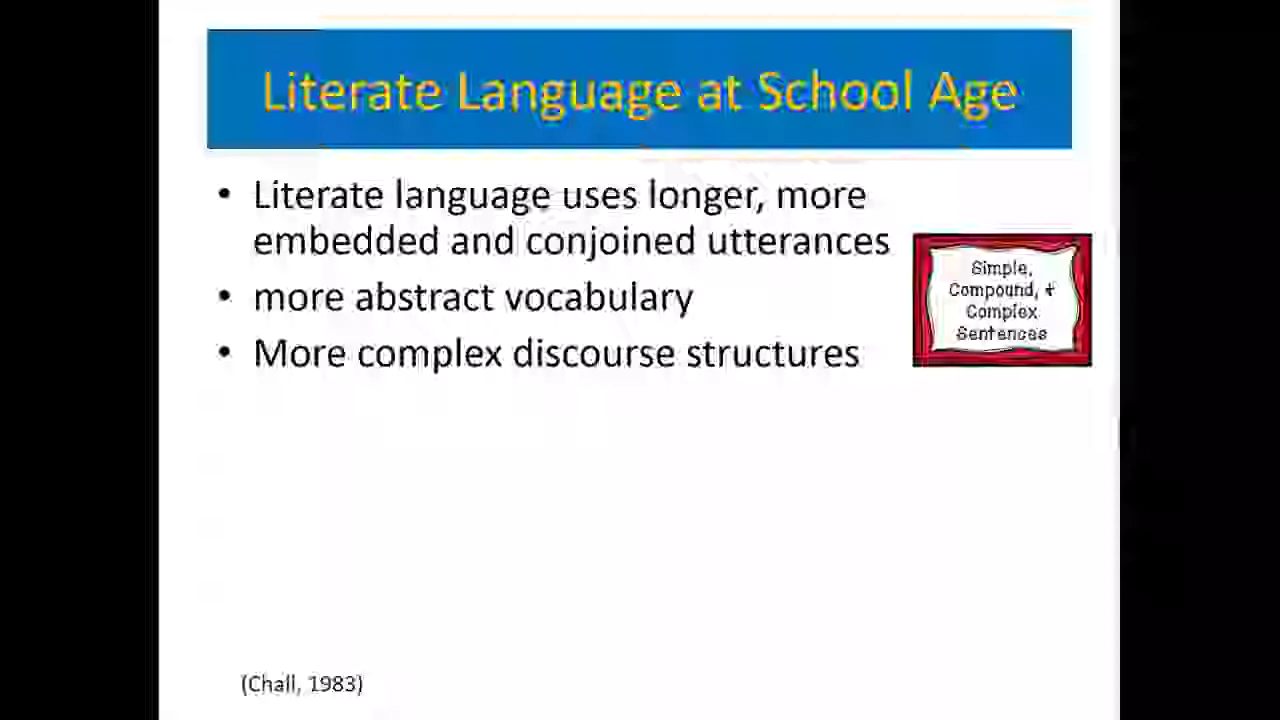 Literate Language at School Age
• Literate language uses longer, more
embedded and conjoined utterances
• more abstract vocabulary
• More complex discourse structures
Simple,
Compound, +
Complex
Sentences
(Chall, 1983)